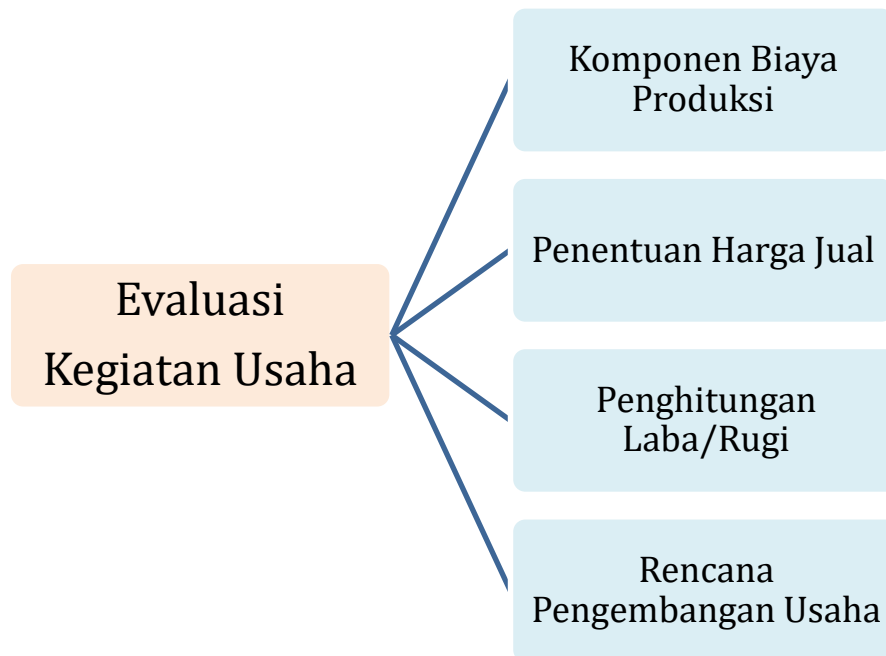 Evaluasi
Kegiatan Usaha
Komponen Biaya
Produksi
Penentuan Harga Jual
Penghitungan
Laba/Rugi
Rencana
Pengembangan Usaha